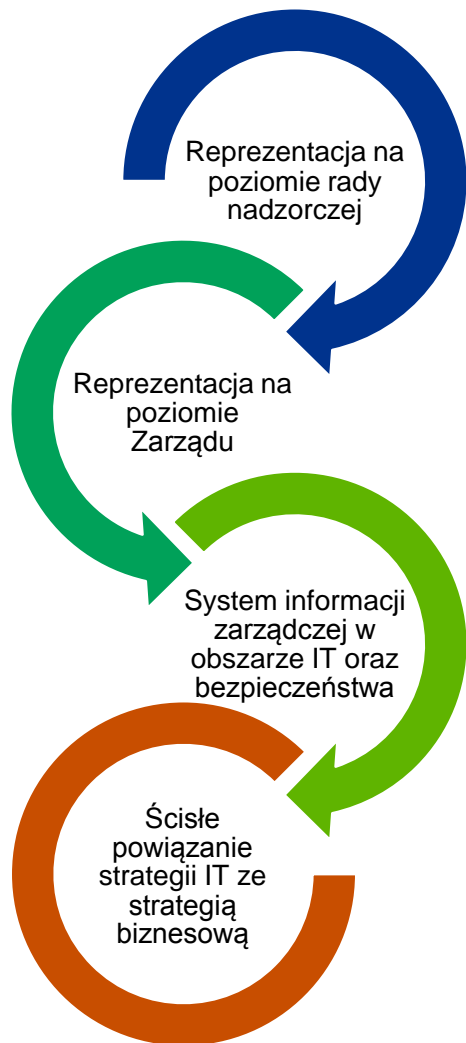 Reprezentacja na
poziomie rady
nadzorczej
Reprezentacja na
poziomie
Zarządu
System informacji
zarządczej w
obszarze IT oraz
bezpieczeństwa
Ścisłe
powiązanie
strategii IT ze
strategią
biznesową